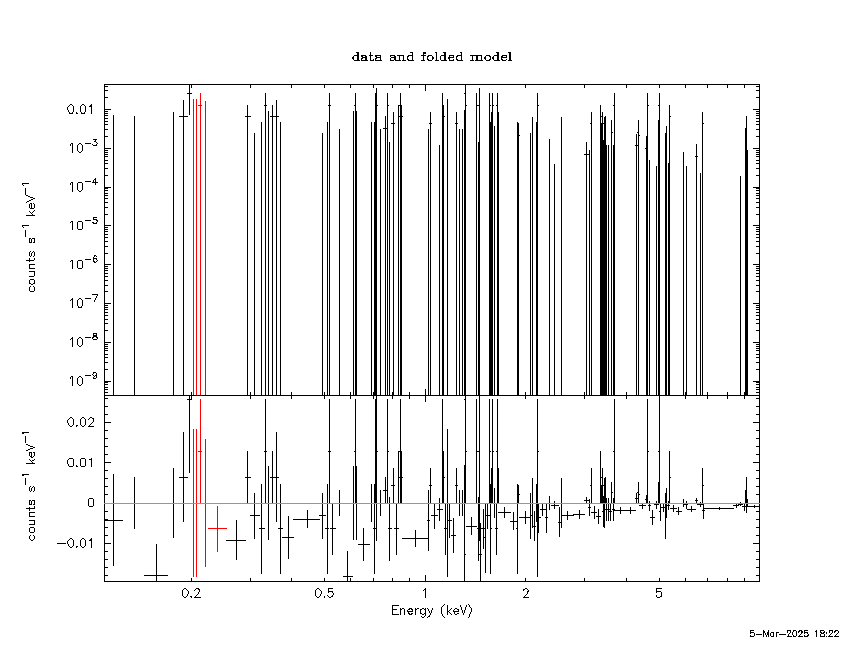 data and folded model
counts s⁻¹ keV⁻¹
0.01
10⁻³
10⁻⁴
10⁻⁵
10⁻⁶
10⁻⁷
10⁻⁸
10⁻⁹
counts s⁻¹ keV⁻¹
0.02
0.01
0
−0.01
0.2 0.5 1 2 5
Energy (keV)
5-Mar-2025 18:22